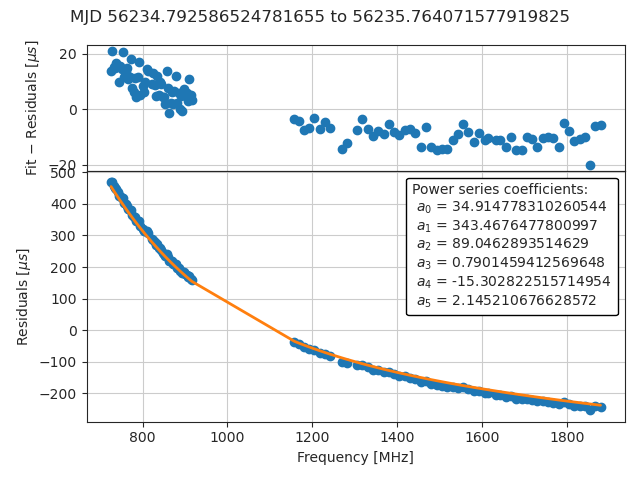 MJD 56234.792586524781655 to 56235.764071577919825
Fit − Residuals [μs]
20
0
−20
Residuals [μs]
500
400
300
200
100
0
−100
−200
Power series coefficients:
a0 = 34.914778310260544
a1 = 343.4676477800997
a2 = 89.0462893514629
a3 = 0.7901459412569648
a4 = -15.302822515714954
a5 = 2.145210676628572
800 1000 1200 1400 1600 1800
Frequency [MHz]